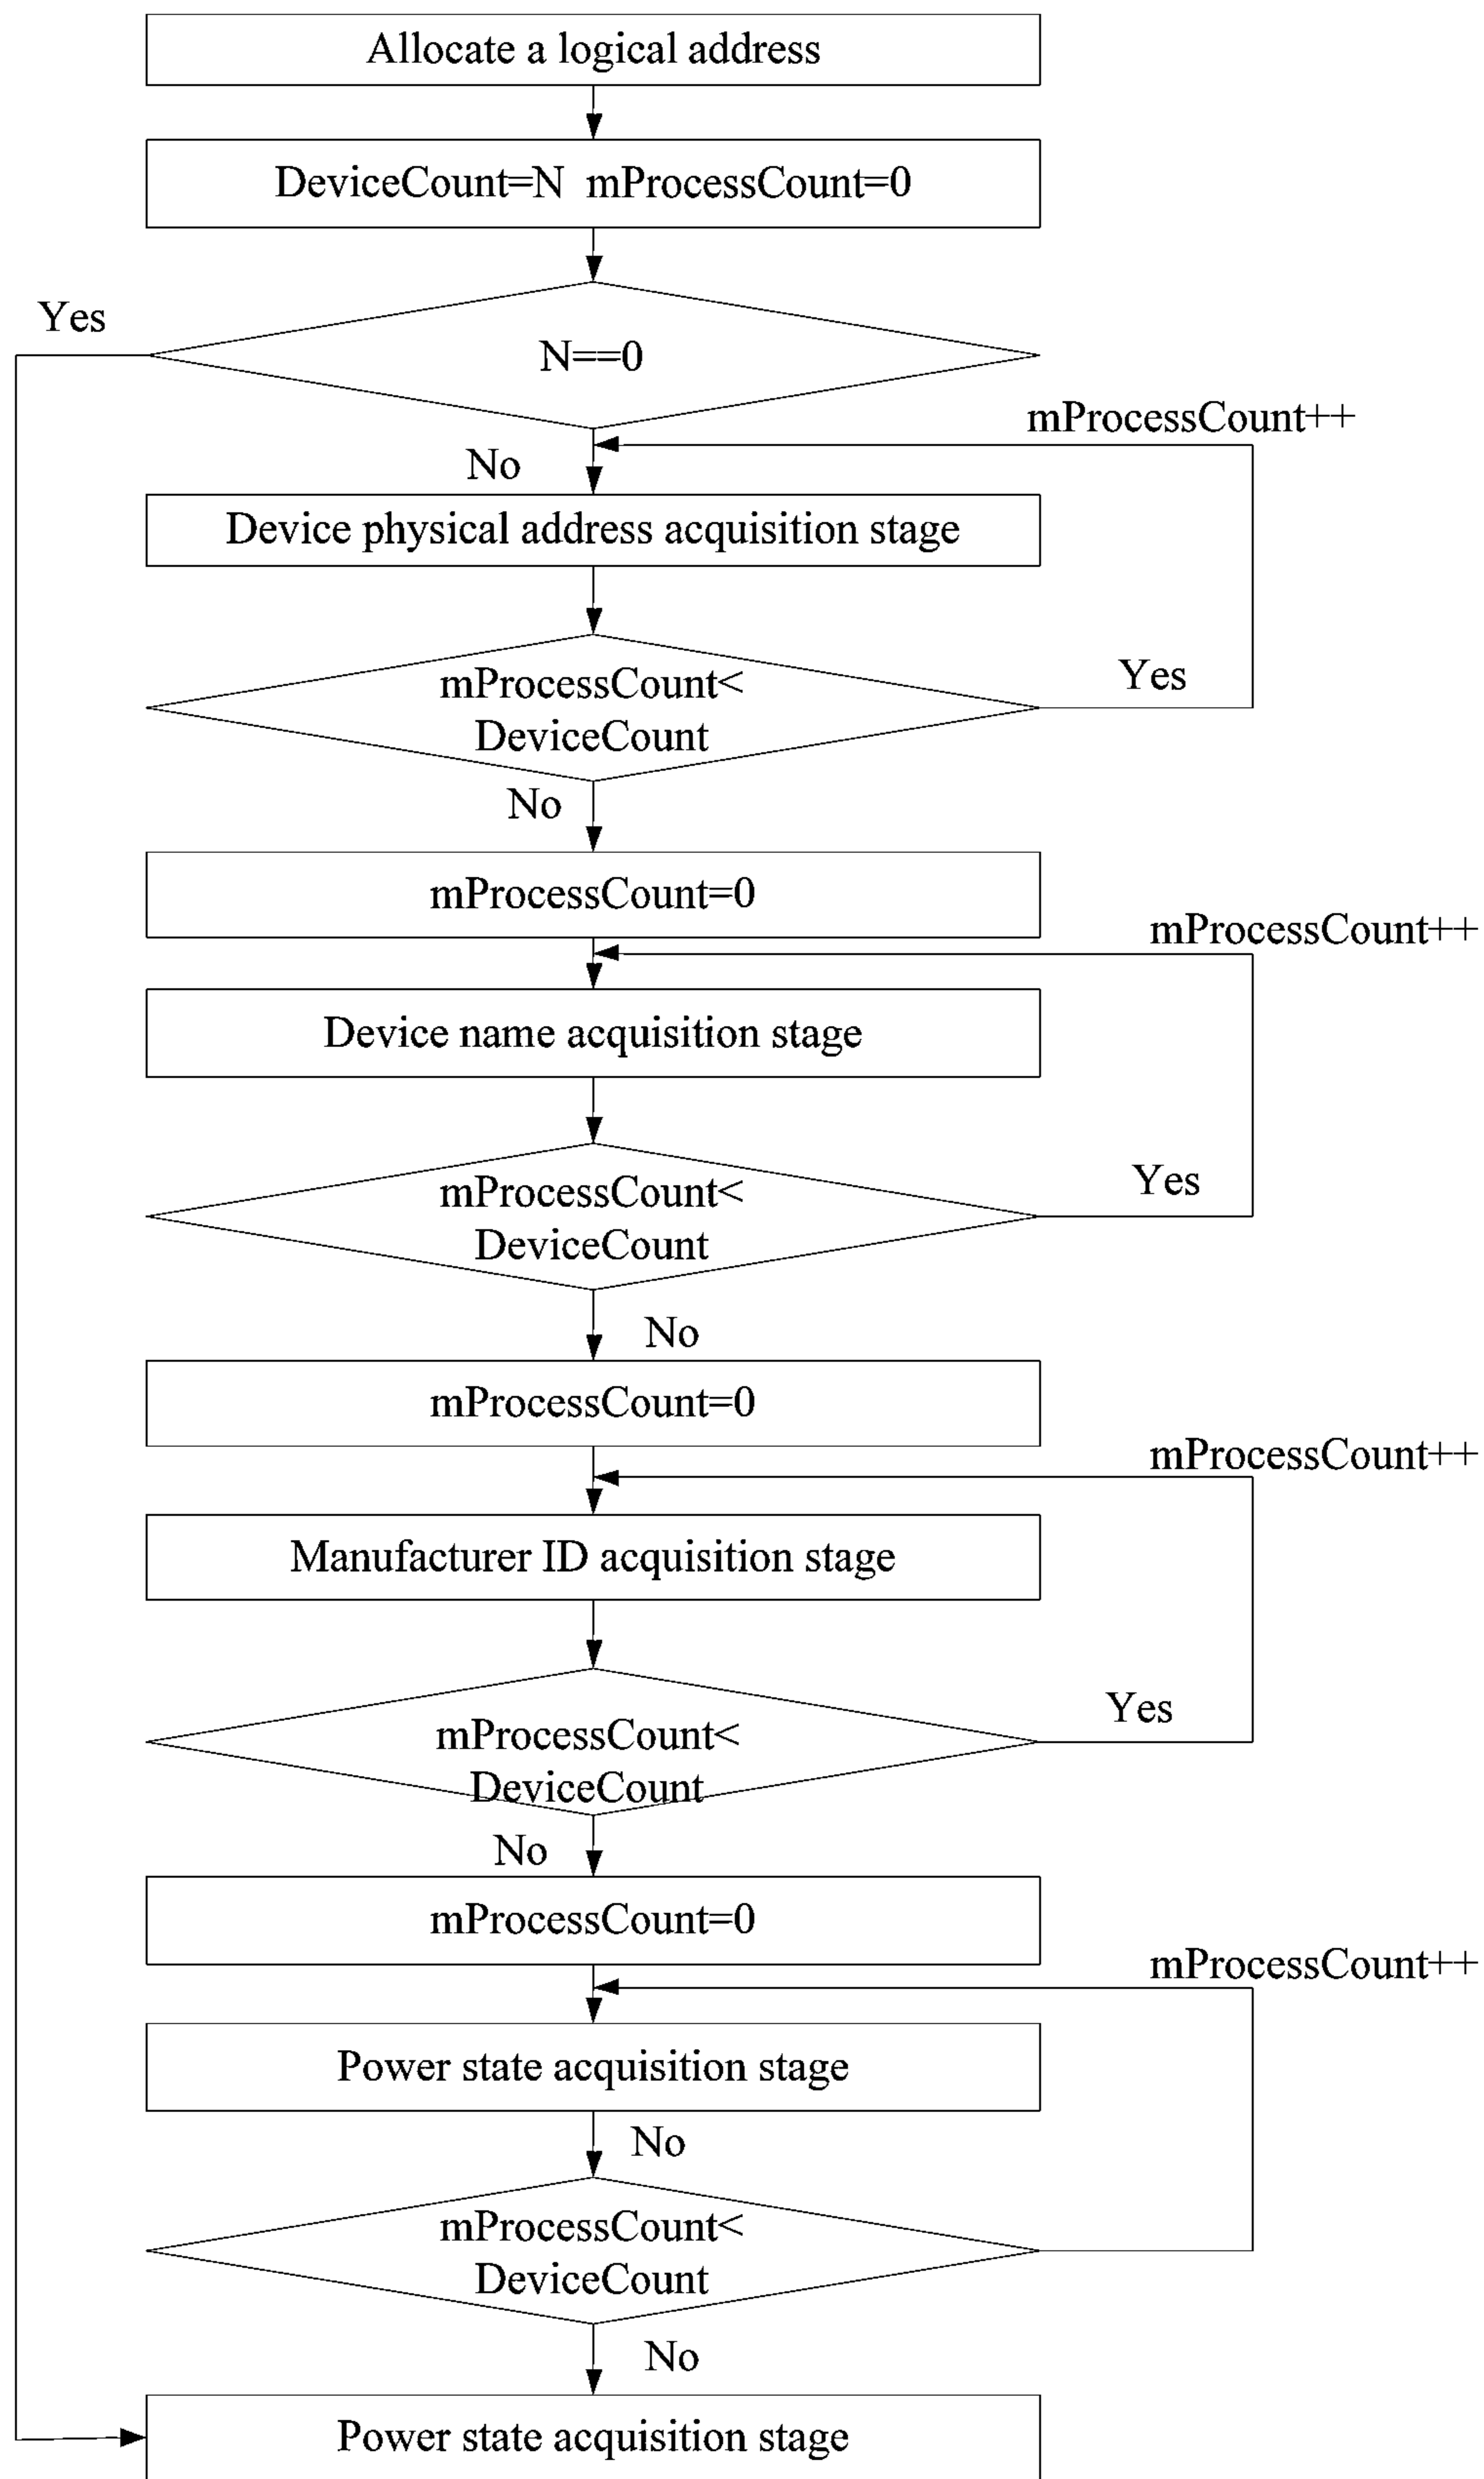 Allocate a logical address
DeviceCount=N mProcessCount=0
Yes
N==0
mProcessCount++
No
Device physical address acquisition stage
mProcessCount<
DeviceCount
Yes
No
mProcessCount=0
mProcessCount++
Device name acquisition stage
mProcessCount<
DeviceCount
Yes
No
mProcessCount=0
mProcessCount++
Manufacturer ID acquisition stage
mProcessCount<
DeviceCount
Yes
No
mProcessCount=0
mProcessCount++
Power state acquisition stage
No
mProcessCount<
DeviceCount
No
Power state acquisition stage